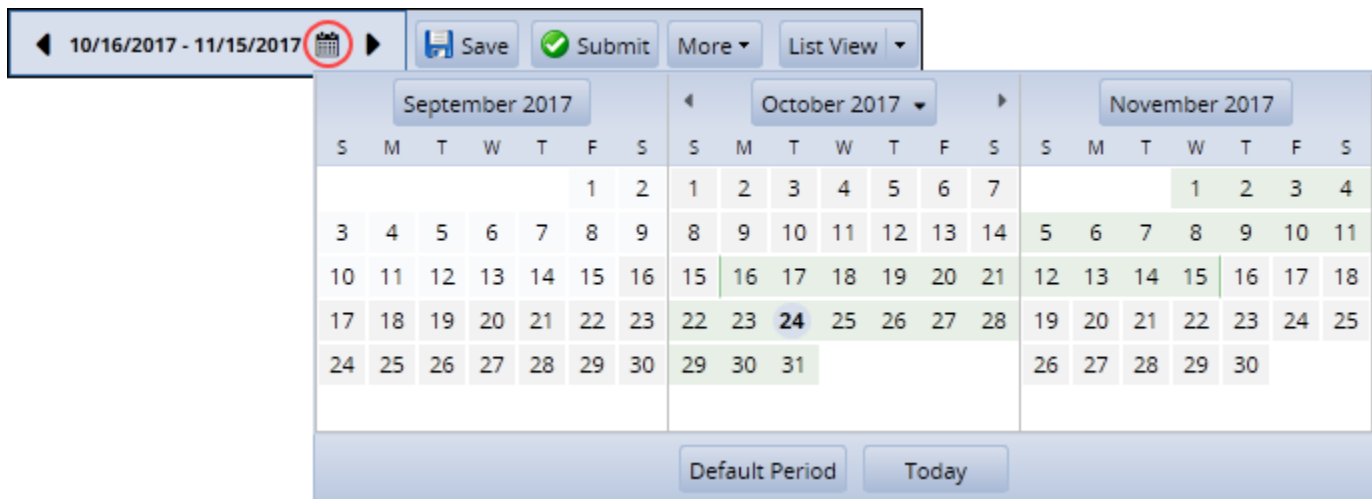 10/16/2017 - 11/15/2017 Save Submit More List View
September 2017 October 2017 November 2017
S M T W T F S S M T W T F S S M T W T F S
1 2 1 2 3 4 5 6 7 1 2 3 4
3 4 5 6 7 8 9 8 9 10 11 12 13 14 5 6 7 8 9 10 11
10 11 12 13 14 15 16 15 16 17 18 19 20 21 12 13 14 15 16 17 18
17 18 19 20 21 22 23 22 23 24 25 26 27 28 19 20 21 22 23 24 25
24 25 26 27 28 29 30 29 30 31 26 27 28 29 30
Default Period Today